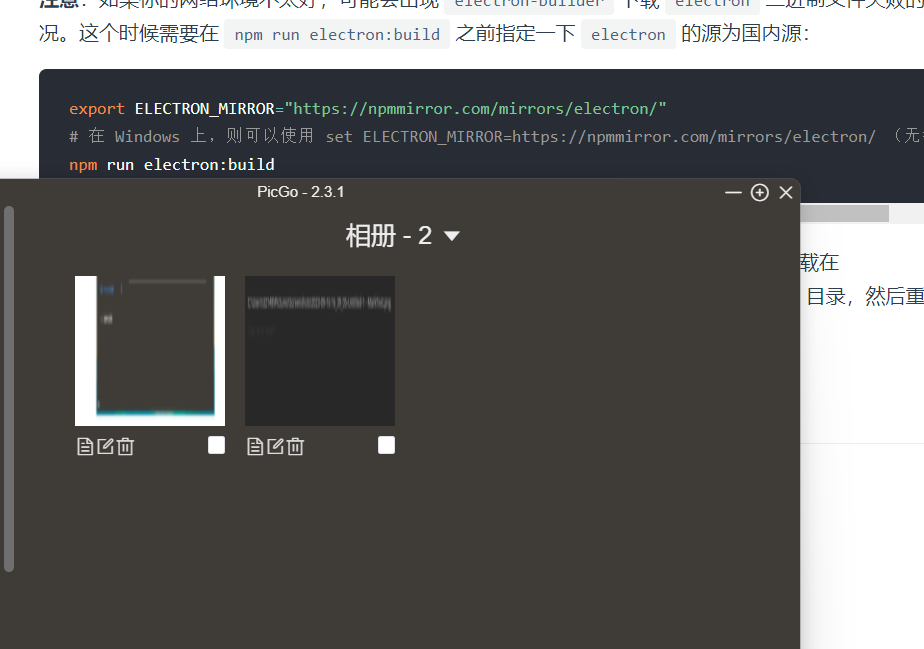 注意：如果你的网络环境不太好，可能会出现 electron-builder 下载 electron 二进制文件失败的
况。这个时候需要在 npm run electron:build 之前指定一下 electron 的源为国内源：
export ELECTRON_MIRROR="https://npmmirror.com/mirrors/electron/"
# 在 Windows 上，则可以使用 set ELECTRON_MIRROR=https://npmmirror.com/mirrors/electron/ （无
npm run electron:build
PicGo - 2.3.1
相册 - 2
载在
目录，然后重